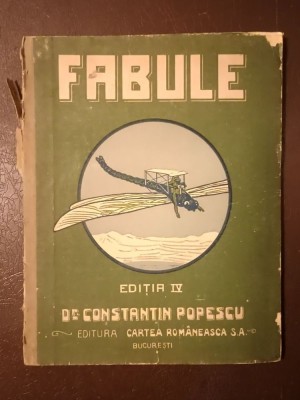 FABULE
EDIȚIA IV
DR. CONSTANTIN POPESCU
EDITURA CARTEA ROMÂNEASCA S.A.
BUCUREȘTI